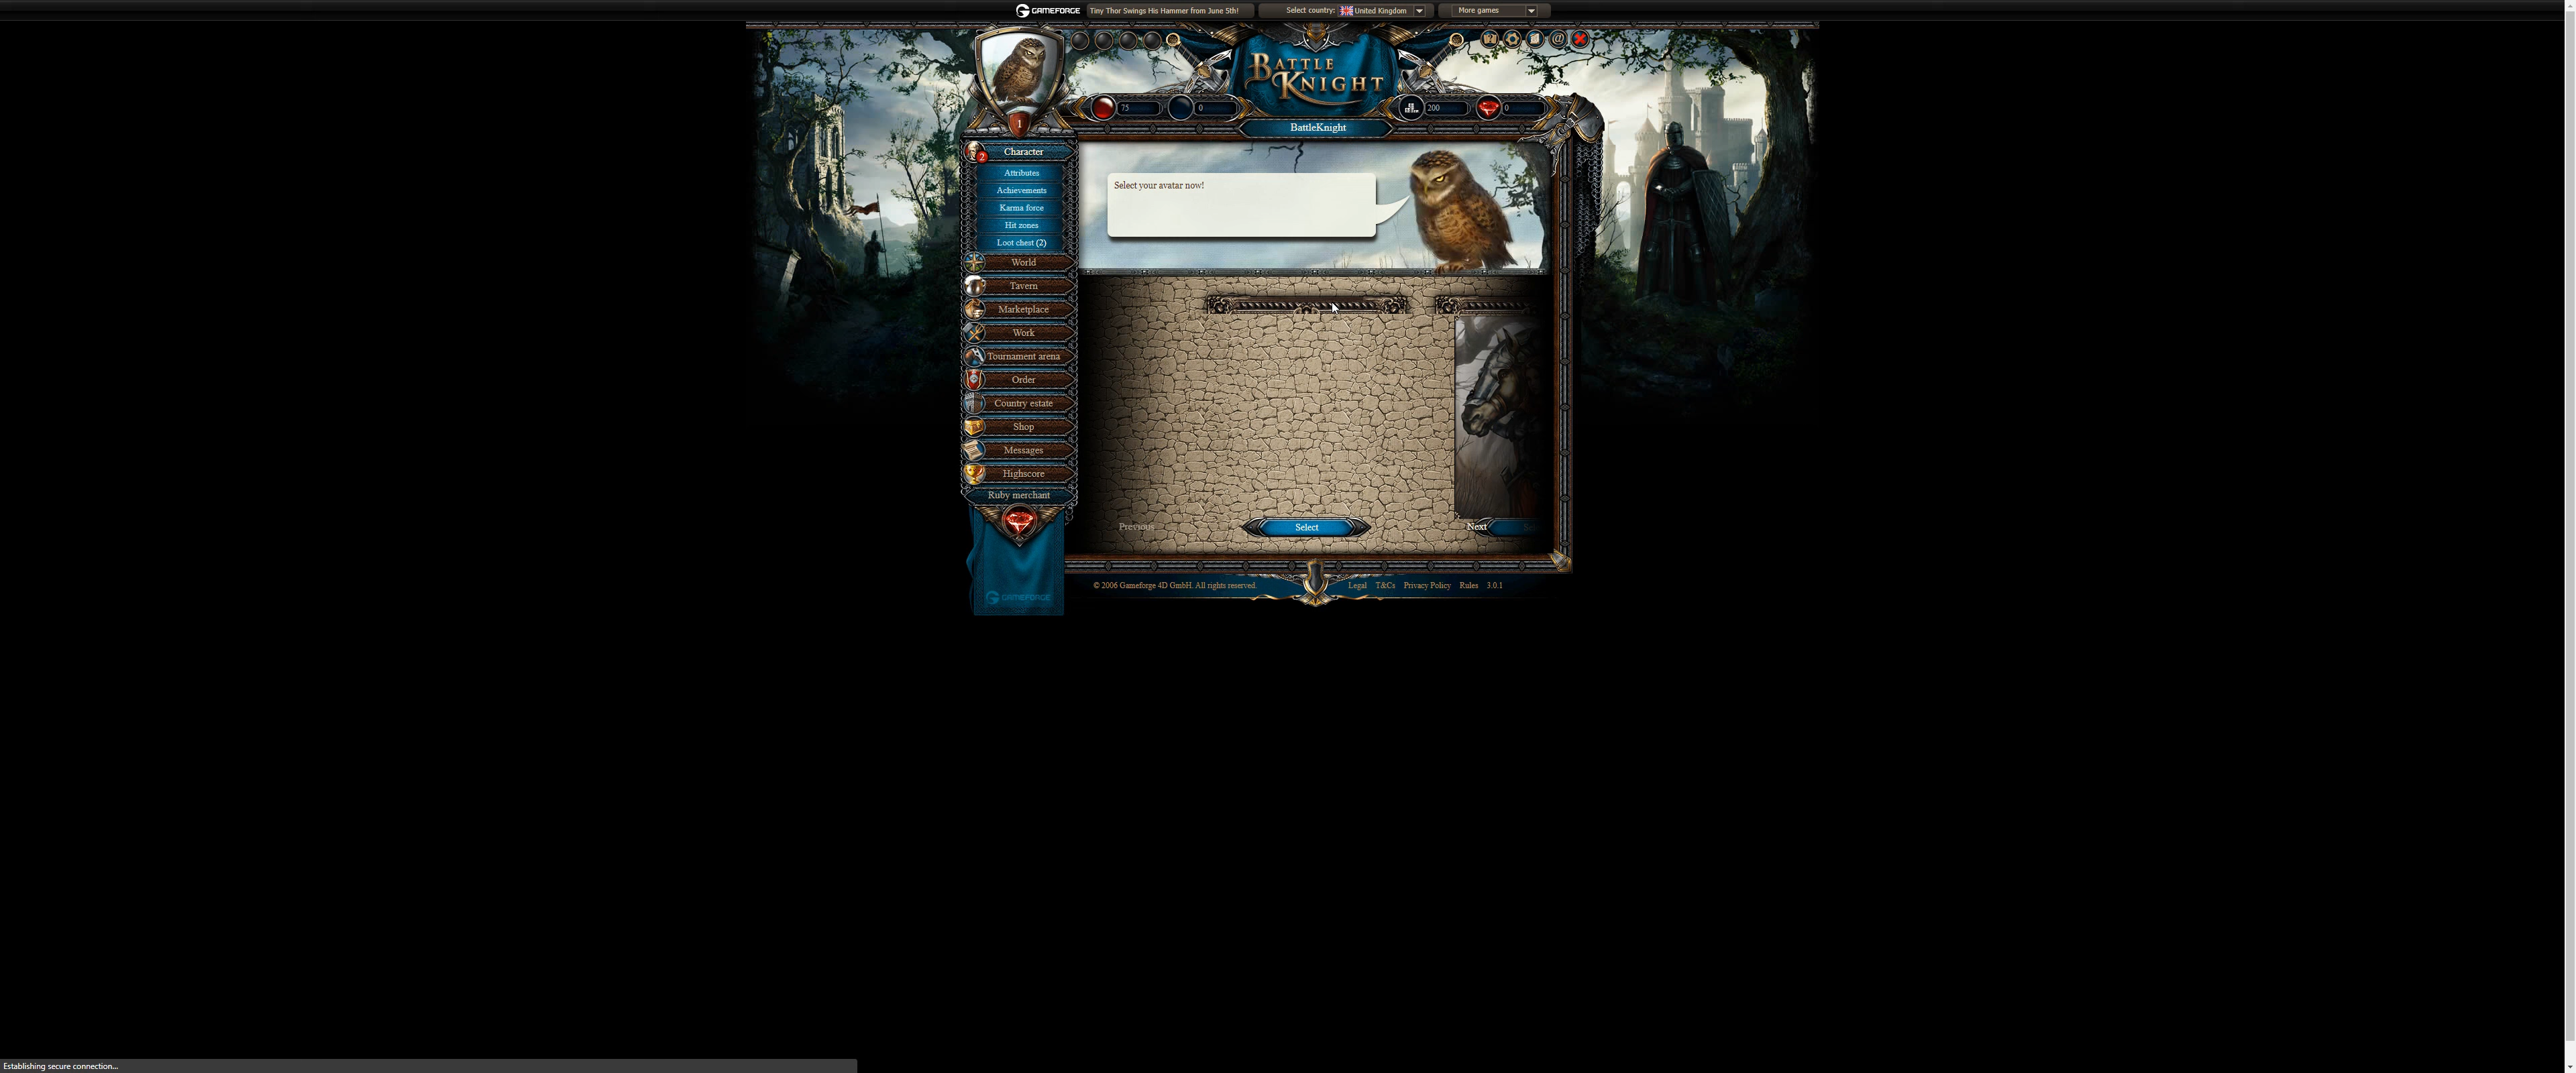 GAMEFORGE
Tiny Thor Swings His Hammer from June 5th!
Select country: United Kingdom
More games
BATTLE
KNIGHT
75
0
200
0
1
BattleKnight
2
Character
Attributes
Achievements
Karma force
Hit zones
Loot chest (2)
World
Tavern
Marketplace
Work
Tournament arena
Order
Country estate
Shop
Messages
Highscore
Ruby merchant
GAMEFORGE
Select your avatar now!
Previous
Select
Next
© 2006 Gameforge 4D GmbH. All rights reserved.
Legal T&Cs Privacy Policy Rules 3.0.1
Establishing secure connection...